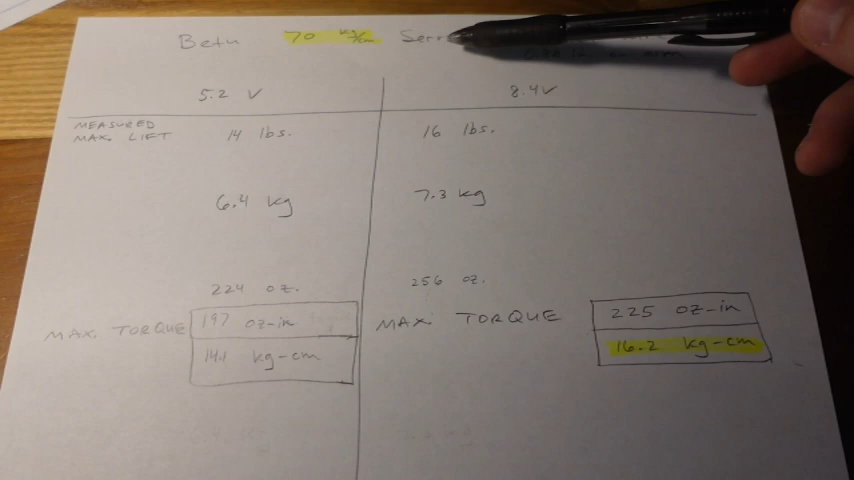 Betu 70 kg/cm
5.2 V
8.4V
MEASURED
MAX. LIFT
14 lbs.
16 lbs.
6.4 kg
7.3 kg
224 oz.
256 oz.
MAX. TORQUE
197 oz-in
14.1 kg-cm
MAX. TORQUE
225 oz-in
16.2 kg-cm